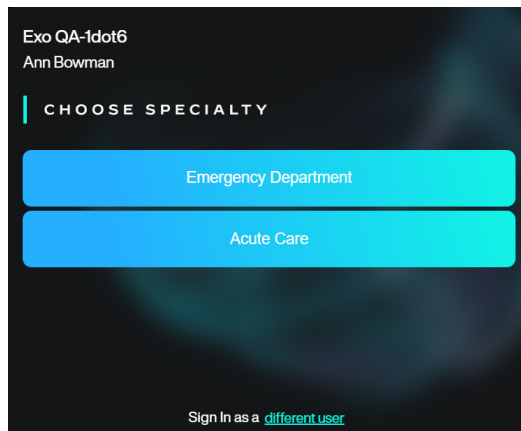 Exo QA-1dot6
Ann Bowman
CHOOSE SPECIALTY
Emergency Department
Acute Care
Sign In as a different user